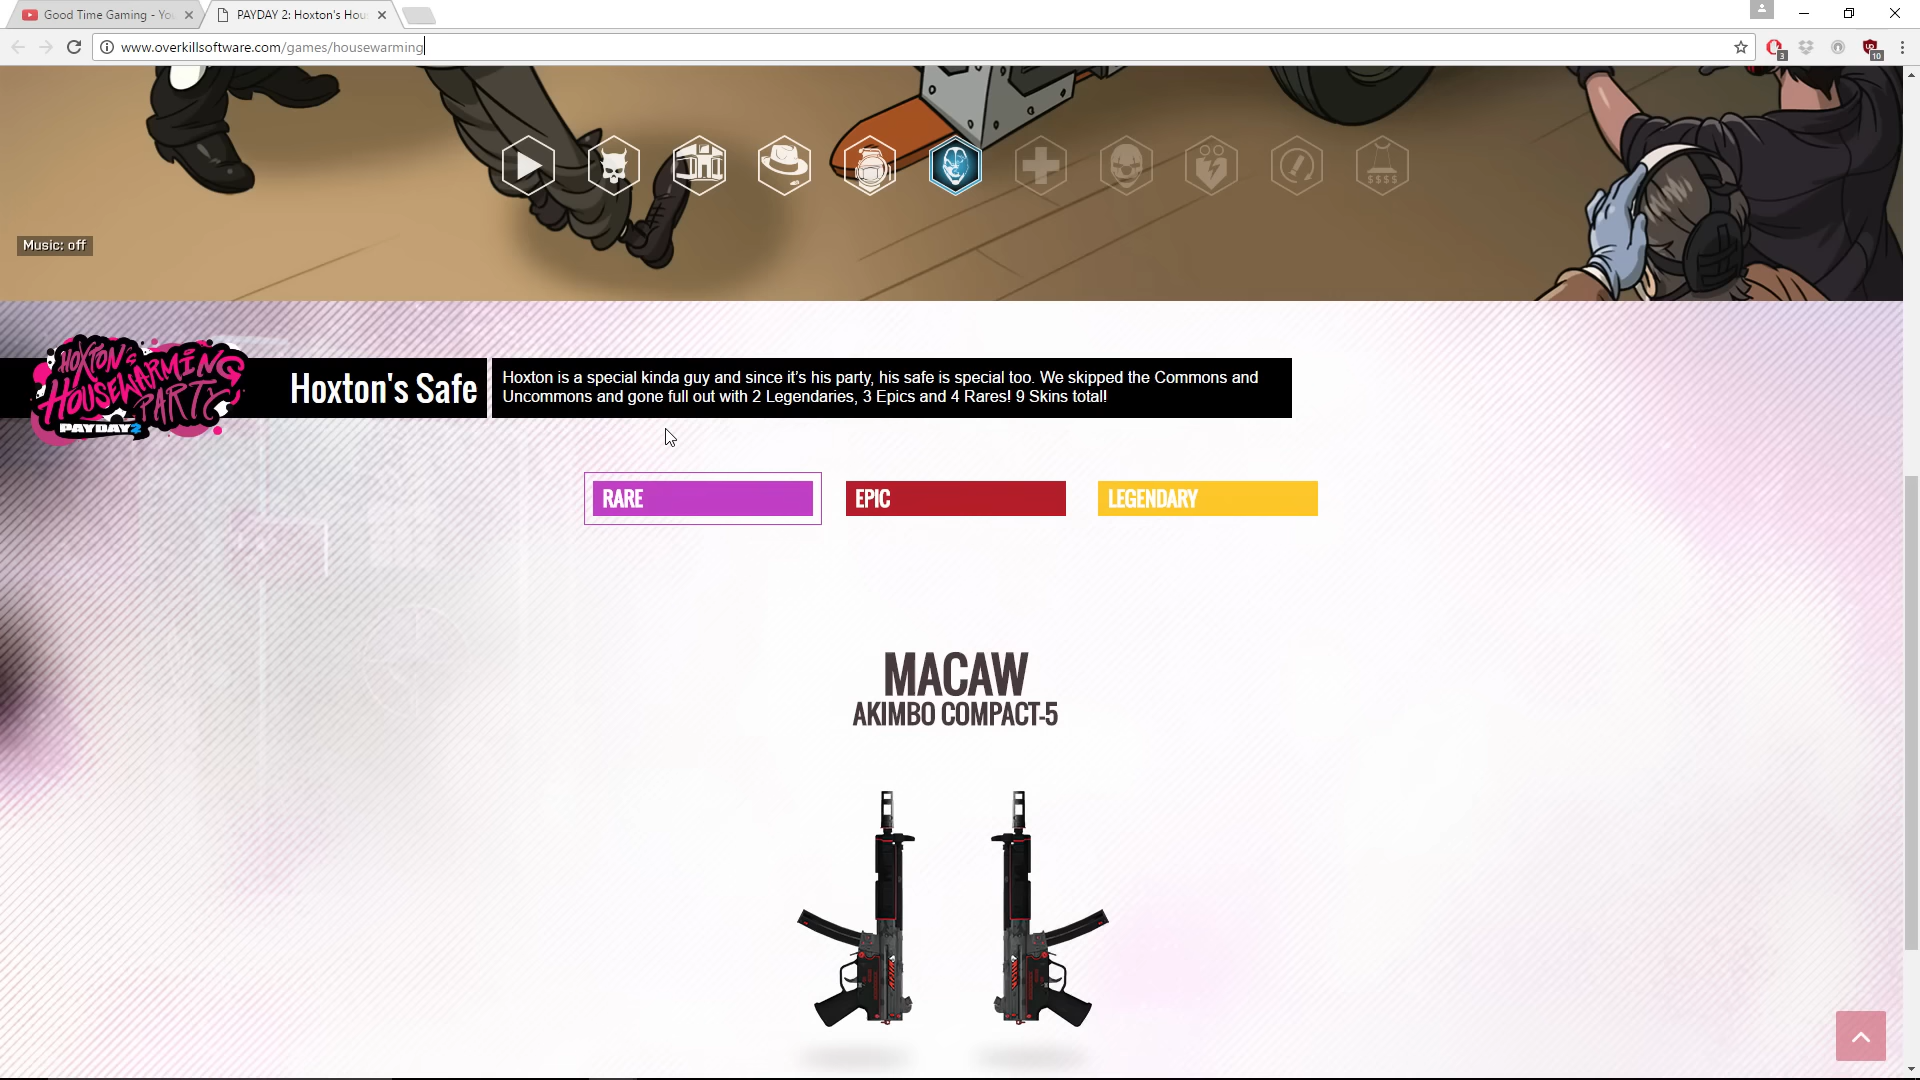 Good Time Gaming - Yo
PAYDAY 2: Hoxton's Hou
www.overkillsoftware.com/games/housewarming
3
10
$$$$
Music: off
HOXTON'S
HOUSEWARMING
PARTY
PAYDAY 2
Hoxton's Safe
Hoxton is a special kinda guy and since it's his party, his safe is special too. We skipped the Commons and
Uncommons and gone full out with 2 Legendaries, 3 Epics and 4 Rares! 9 Skins total!
RARE
EPIC
LEGENDARY
MACAW
AKIMBO COMPACT-5